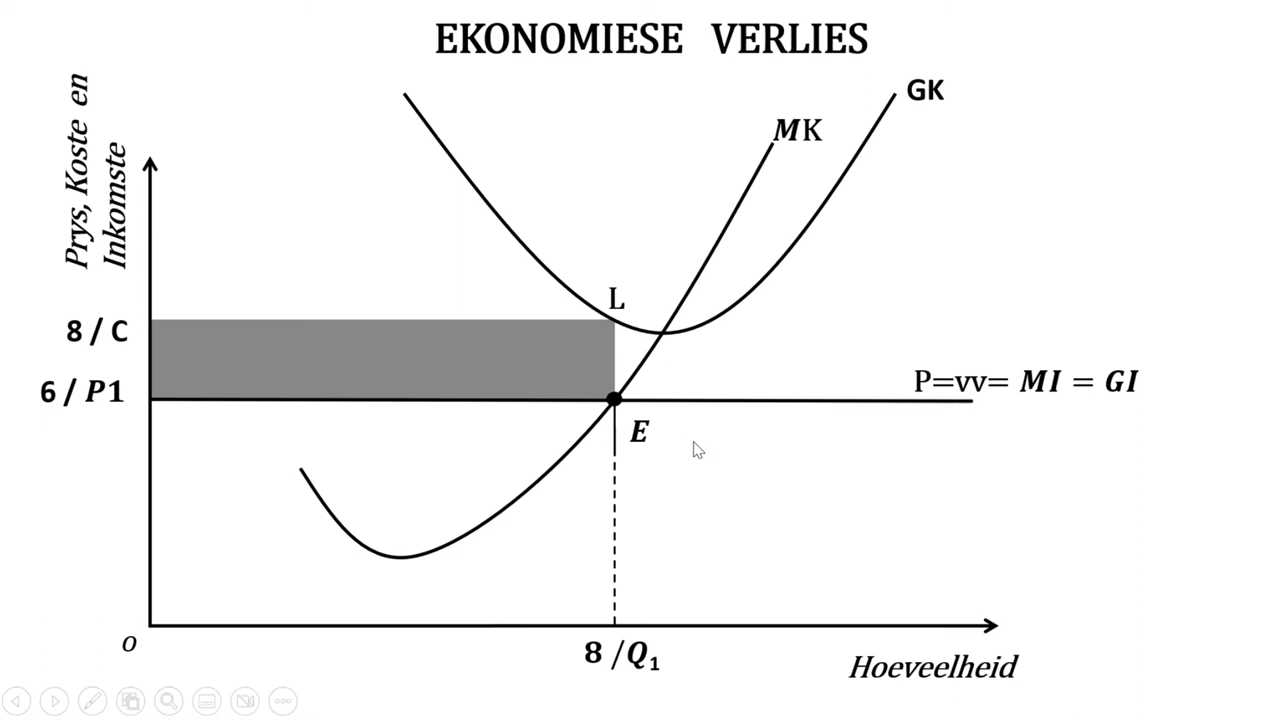 EKONOMIESE VERLIES
Prys, Koste en
Inkomste
GK
MK
L
8 / C
6 / P1
P=vv= MI = GI
E
o
8 /Q₁
Hoeveelheid